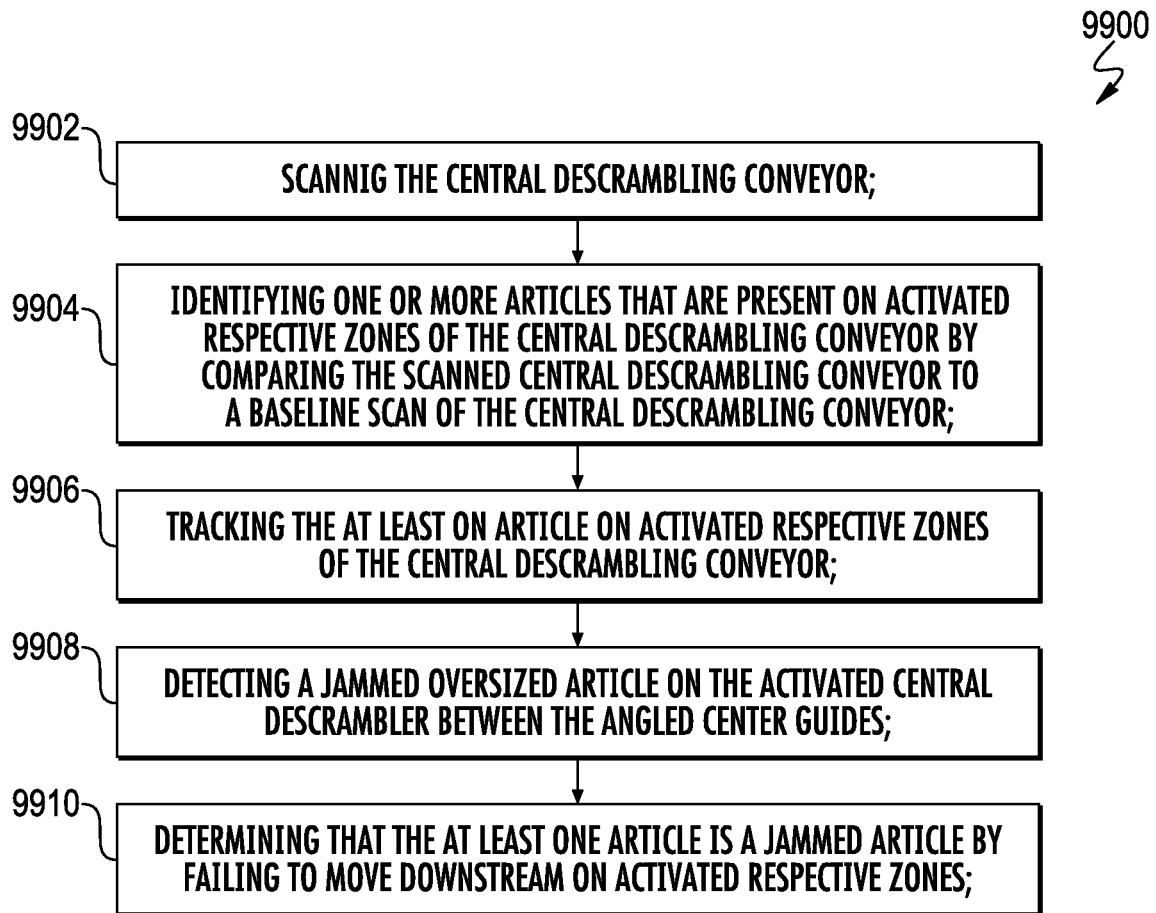 9900
9902
SCANNIG THE CENTRAL DESCRAMBLING CONVEYOR;
9904
IDENTIFYING ONE OR MORE ARTICLES THAT ARE PRESENT ON ACTIVATED
RESPECTIVE ZONES OF THE CENTRAL DESCRAMBLING CONVEYOR BY
COMPARING THE SCANNED CENTRAL DESCRAMBLING CONVEYOR TO
A BASELINE SCAN OF THE CENTRAL DESCRAMBLING CONVEYOR;
9906
TRACKING THE AT LEAST ON ARTICLE ON ACTIVATED RESPECTIVE ZONES
OF THE CENTRAL DESCRAMBLING CONVEYOR;
9908
DETECTING A JAMMED OVERSIZED ARTICLE ON THE ACTIVATED CENTRAL
DESCRAMBLER BETWEEN THE ANGLED CENTER GUIDES;
9910
DETERMINING THAT THE AT LEAST ONE ARTICLE IS A JAMMED ARTICLE BY
FAILING TO MOVE DOWNSTREAM ON ACTIVATED RESPECTIVE ZONES;